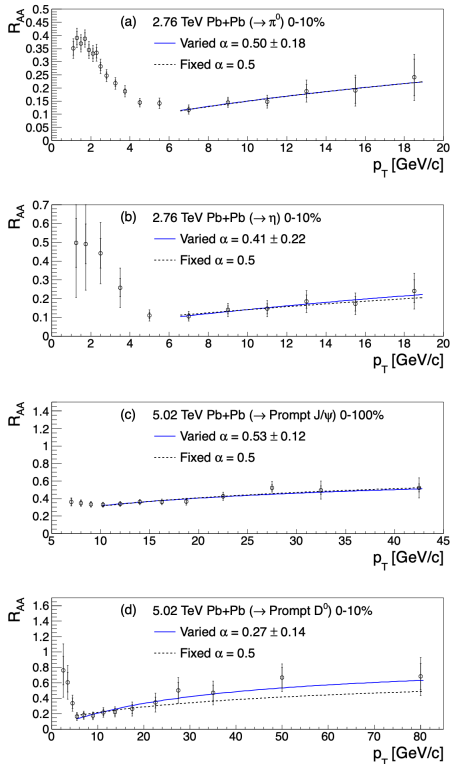 (a) 2.76 TeV Pb+Pb (→ π⁰) 0-10%
Varied α = 0.50 ± 0.18
Fixed α = 0.5
R_AA
0.5
0.45
0.4
0.35
0.3
0.25
0.2
0.15
0.1
0.05
0
0 2 4 6 8 10 12 14 16 18 20
p_T [GeV/c]
(b) 2.76 TeV Pb+Pb (→ η) 0-10%
Varied α = 0.41 ± 0.22
Fixed α = 0.5
R_AA
0.7
0.6
0.5
0.4
0.3
0.2
0.1
0
0 2 4 6 8 10 12 14 16 18 20
p_T [GeV/c]
(c) 5.02 TeV Pb+Pb (→ Prompt J/ψ) 0-100%
Varied α = 0.53 ± 0.12
Fixed α = 0.5
R_AA
1.4
1.2
1
0.8
0.6
0.4
0.2
0
5 10 15 20 25 30 35 40 45
p_T [GeV/c]
(d) 5.02 TeV Pb+Pb (→ Prompt D⁰) 0-10%
Varied α = 0.27 ± 0.14
Fixed α = 0.5
R_AA
1.6
1.4
1.2
1
0.8
0.6
0.4
0.2
0
0 10 20 30 40 50 60 70 80
p_T [GeV/c]